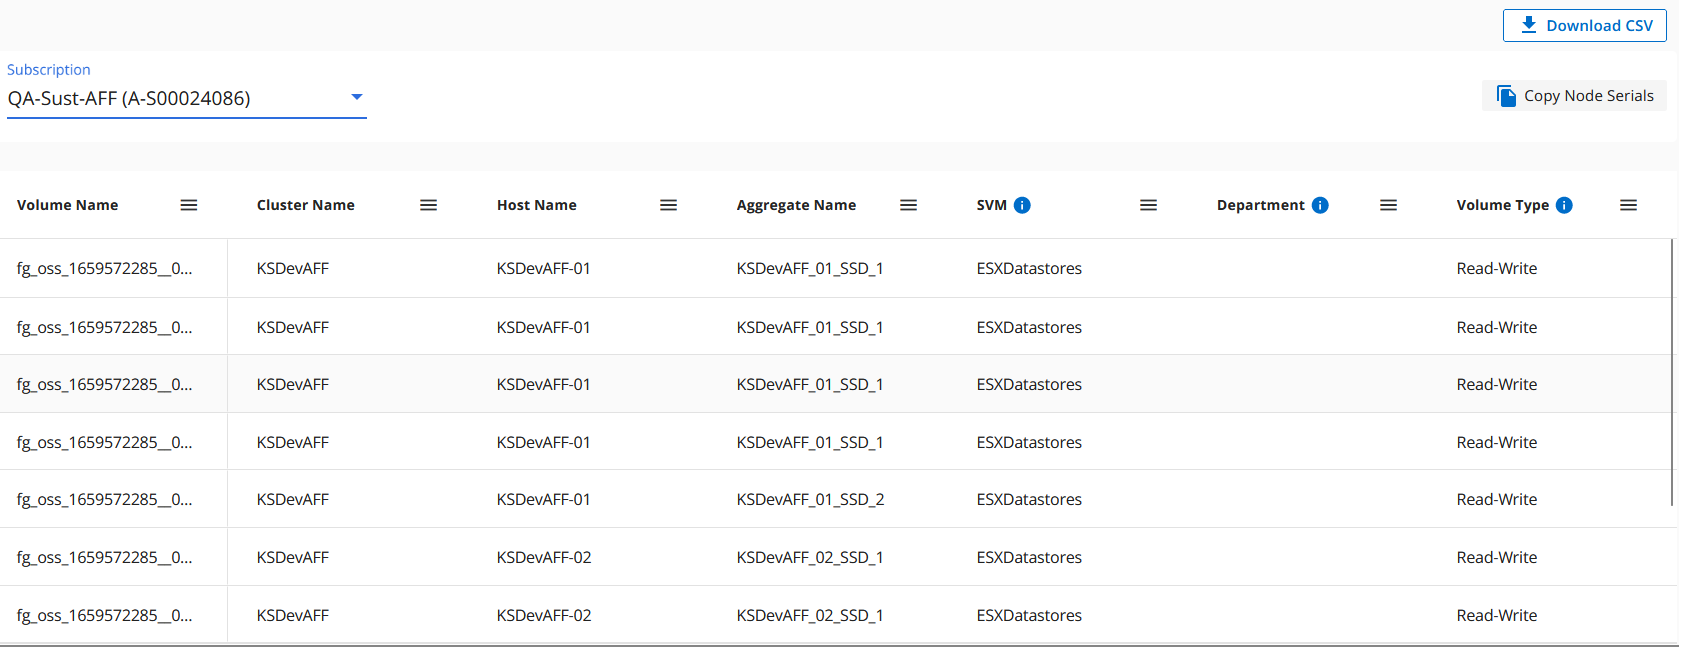 Download CSV
Subscription
QA-Sust-AFF (A-S00024086)
Copy Node Serials
Volume Name Cluster Name Host Name Aggregate Name SVM Department Volume Type
fg_oss_1659572285__0... KSDevAFF KSDevAFF-01 KSDevAFF_01_SSD_1 ESXDatastores Read-Write
fg_oss_1659572285__0... KSDevAFF KSDevAFF-01 KSDevAFF_01_SSD_1 ESXDatastores Read-Write
fg_oss_1659572285__0... KSDevAFF KSDevAFF-01 KSDevAFF_01_SSD_1 ESXDatastores Read-Write
fg_oss_1659572285__0... KSDevAFF KSDevAFF-01 KSDevAFF_01_SSD_1 ESXDatastores Read-Write
fg_oss_1659572285__0... KSDevAFF KSDevAFF-01 KSDevAFF_01_SSD_2 ESXDatastores Read-Write
fg_oss_1659572285__0... KSDevAFF KSDevAFF-02 KSDevAFF_02_SSD_1 ESXDatastores Read-Write
fg_oss_1659572285__0... KSDevAFF KSDevAFF-02 KSDevAFF_02_SSD_1 ESXDatastores Read-Write